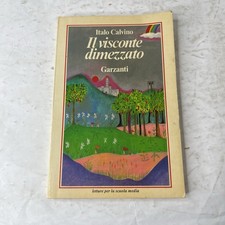 Italo Calvino
Il visconte
dimezzato
Garzanti
letture per la scuola media